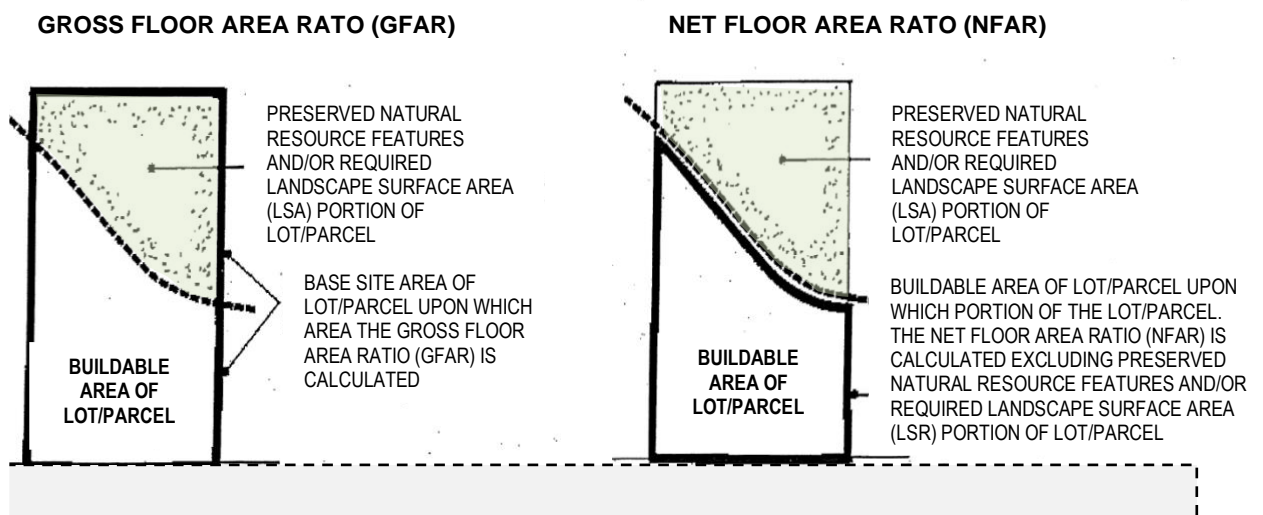 GROSS FLOOR AREA RATO (GFAR)
PRESERVED NATURAL
RESOURCE FEATURES
AND/OR REQUIRED
LANDSCAPE SURFACE AREA
(LSA) PORTION OF
LOT/PARCEL
BASE SITE AREA OF
LOT/PARCEL UPON WHICH
AREA THE GROSS FLOOR
AREA RATIO (GFAR) IS
CALCULATED
BUILDABLE
AREA OF
LOT/PARCEL
NET FLOOR AREA RATO (NFAR)
PRESERVED NATURAL
RESOURCE FEATURES
AND/OR REQUIRED
LANDSCAPE SURFACE AREA
(LSA) PORTION OF
LOT/PARCEL
BUILDABLE AREA OF LOT/PARCEL UPON
WHICH PORTION OF THE LOT/PARCEL.
THE NET FLOOR AREA RATIO (NFAR) IS
CALCULATED EXCLUDING PRESERVED
NATURAL RESOURCE FEATURES AND/OR
REQUIRED LANDSCAPE SURFACE AREA
(LSR) PORTION OF LOT/PARCEL
BUILDABLE
AREA OF
LOT/PARCEL